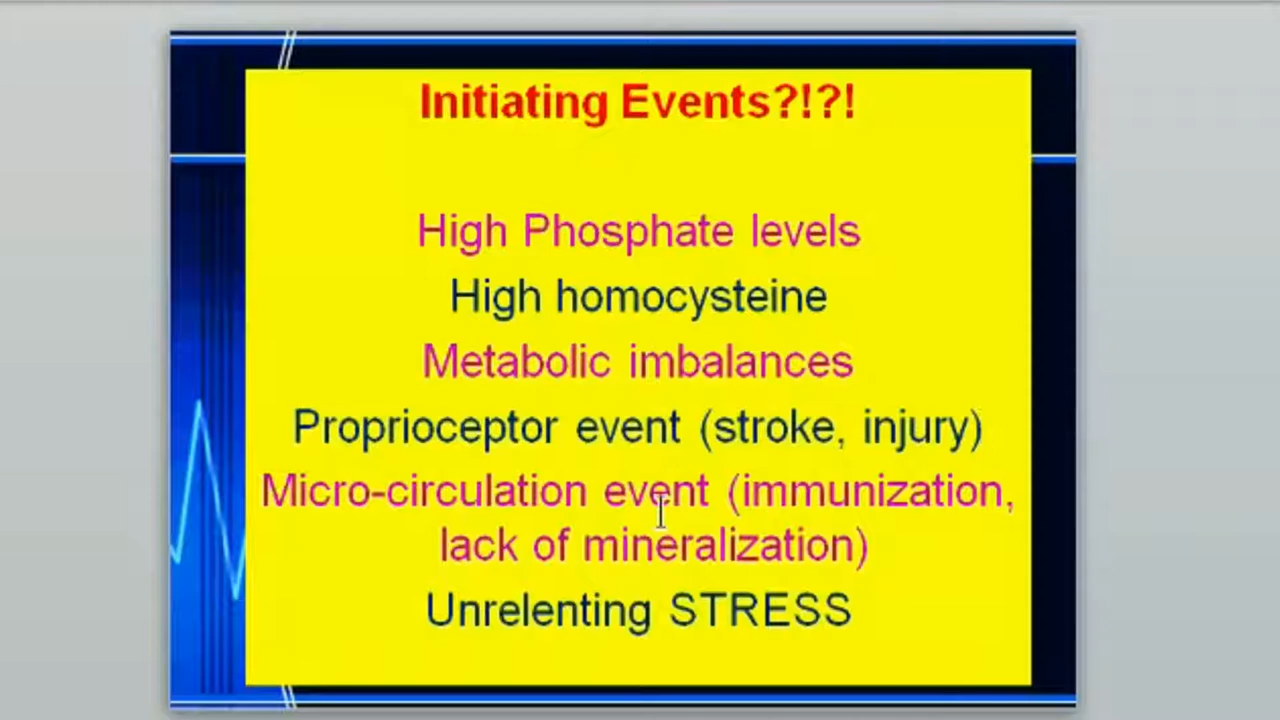 Initiating Events?!?!
High Phosphate levels
High homocysteine
Metabolic imbalances
Proprioceptor event (stroke, injury)
Micro-circulation event (immunization,
lack of mineralization)
Unrelenting STRESS